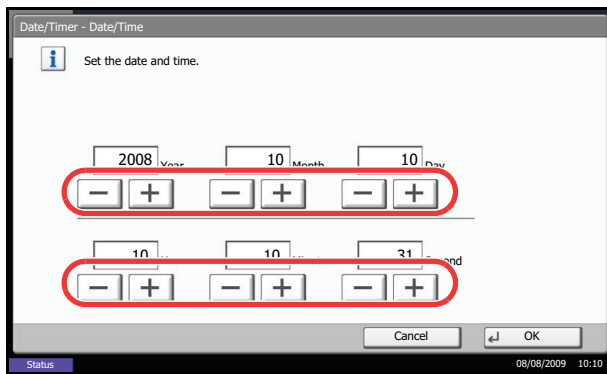 Date/Timer - Date/Time
i Set the date and time.
2008 Year 10 Month 10 Day
− + − + − +
10 10 31 Second
− + − + − +
Cancel OK
Status 08/08/2009 10:10